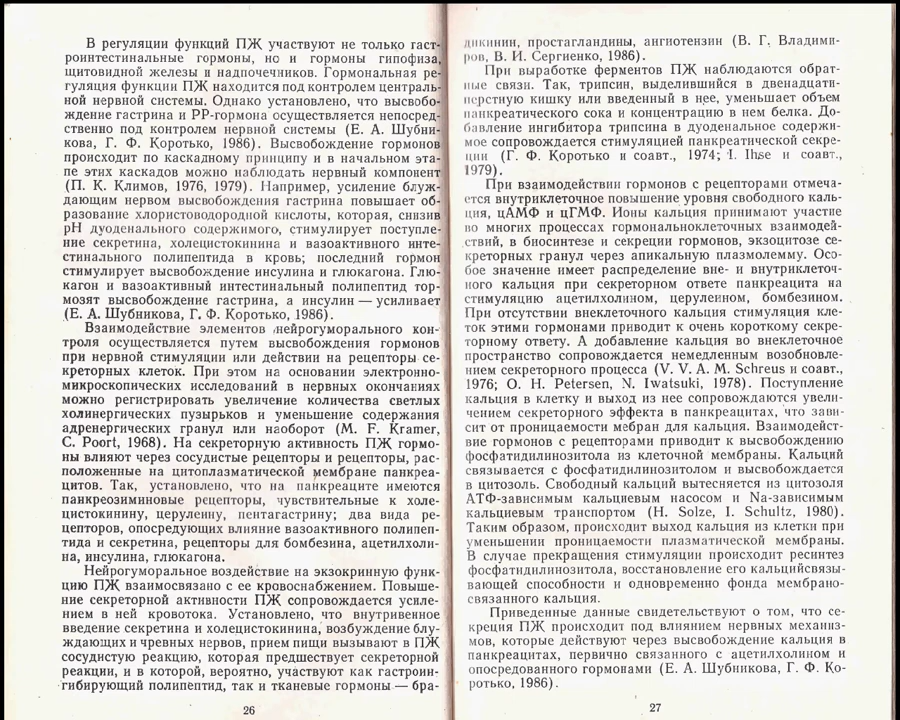 В регуляции функций ПЖ участвуют не только гаст-
роинтестинальные гормоны, но и гормоны гипофиза,
щитовидной железы и надпочечников. Гормональная ре-
гуляция функции ПЖ находится под контролем централь-
ной нервной системы. Однако установлено, что высвобо-
ждение гастрина и РР-гормона осуществляется непосред-
ственно под контролем нервной системы (Е. А. Шубни-
кова, Г. Ф. Коротько, 1986). Высвобождение гормонов
происходит по каскадному принципу и в начальном эта-
пе этих каскадов можно наблюдать нервный компонент
(П. К. Климов, 1976, 1979). Например, усиление блуж-
дающим нервом высвобождения гастрина повышает об-
разование хлористоводородной кислоты, которая, снизив
pH дуоденального содержимого, стимулирует поступле-
ние секретина, холецистокинина и вазоактивного инте-
стинального полипептида в кровь; последний гормон
стимулирует высвобождение инсулина и глюкагона. Глю-
кагон и вазоактивный интестинальный полипептид тор-
мозят высвобождение гастрина, а инсулин — усиливает
(Е. А. Шубникова, Г. Ф. Коротько, 1986).
Взаимодействие элементов нейрогуморального кон-
троля осуществляется путем высвобождения гормонов
при нервной стимуляции или действии на рецепторы се-
креторных клеток. При этом на основании электронно-
микроскопических исследований в нервных окончаниях
можно регистрировать увеличение количества светлых
холинергических пузырьков и уменьшение содержания
адренергических гранул или наоборот (M. F. Kramer,
C. Poort, 1968). На секреторную активность ПЖ гормо-
ны влияют через сосудистые рецепторы и рецепторы, рас-
положенные на цитоплазматической мембране панкреа-
цитов. Так, установлено, что на панкреаците имеются
панкреозиминовые рецепторы, чувствительные к холе-
цистокинину, церулеину, пентагастрину; два вида ре-
цепторов, опосредующих влияние вазоактивного полипеп-
тида и секретина, рецепторы для бомбезина, ацетилхоли-
на, инсулина, глюкагона.
Нейрогуморальное воздействие на экзокринную функ-
цию ПЖ взаимосвязано с ее кровоснабжением. Повыше-
ние секреторной активности ПЖ сопровождается усиле-
нием в ней кровотока. Установлено, что внутривенное
введение секретина и холецистокинина, возбуждение блу-
ждающих и чревных нервов, прием пищи вызывают в ПЖ
сосудистую реакцию, которая предшествует секреторной
реакции, и в которой, вероятно, участвуют как гастроин-
гибирующий полипептид, так и тканевые гормоны — бра-
26
дикинин, простагландины, ангиотензин (В. Г. Владими-
ров, В. И. Сергиенко, 1986).
При выработке ферментов ПЖ наблюдаются обрат-
ные связи. Так, трипсин, выделившийся в двенадцати-
перстную кишку или введенный в нее, уменьшает объем
панкреатического сока и концентрацию в нем белка. До-
бавление ингибитора трипсина в дуоденальное содержи-
мое сопровождается стимуляцией панкреатической секре-
ции (Г. Ф. Коротько и соавт., 1974; I. Ihse и соавт.,
1979).
При взаимодействии гормонов с рецепторами отмеча-
ется внутриклеточное повышение уровня свободного каль-
ция, цАМФ и цГМФ. Ионы кальция принимают участие
во многих процессах гормональноклеточных взаимодей-
ствий, в биосинтезе и секреции гормонов, экзоцитозе се-
креторных гранул через апикальную плазмолемму. Осо-
бое значение имеет распределение вне- и внутриклеточ-
ного кальция при секреторном ответе панкреацита на
стимуляцию ацетилхолином, церулеином, бомбезином.
При отсутствии внеклеточного кальция стимуляция кле-
ток этими гормонами приводит к очень короткому секре-
торному ответу. А добавление кальция во внеклеточное
пространство сопровождается немедленным возобновле-
нием секреторного процесса (V. V. A. M. Schreus и соавт.,
1976; O. H. Petersen, N. Iwatsuki, 1978). Поступление
кальция в клетку и выход из нее сопровождаются увели-
чением секреторного эффекта в панкреацитах, что зави-
сит от проницаемости мебран для кальция. Взаимодейст-
вие гормонов с рецепторами приводит к высвобождению
фосфатидилинозитола из клеточной мембраны. Кальций
связывается с фосфатидилинозитолом и высвобождается
в цитозоль. Свободный кальций вытесняется из цитозоля
АТФ-зависимым кальциевым насосом и Na-зависимым
кальциевым транспортом (H. Solze, I. Schultz, 1980).
Таким образом, происходит выход кальция из клетки при
уменьшении проницаемости плазматической мембраны.
В случае прекращения стимуляции происходит ресинтез
фосфатидилинозитола, восстановление его кальцийсвязы-
вающей способности и одновременно фонда мембрано-
связанного кальция.
Приведенные данные свидетельствуют о том, что се-
креция ПЖ происходит под влиянием нервных механиз-
мов, которые действуют через высвобождение кальция в
панкреацитах, первично связанного с ацетилхолином и
опосредованного гормонами (Е. А. Шубникова, Г. Ф. Ко-
ротько, 1986).
27